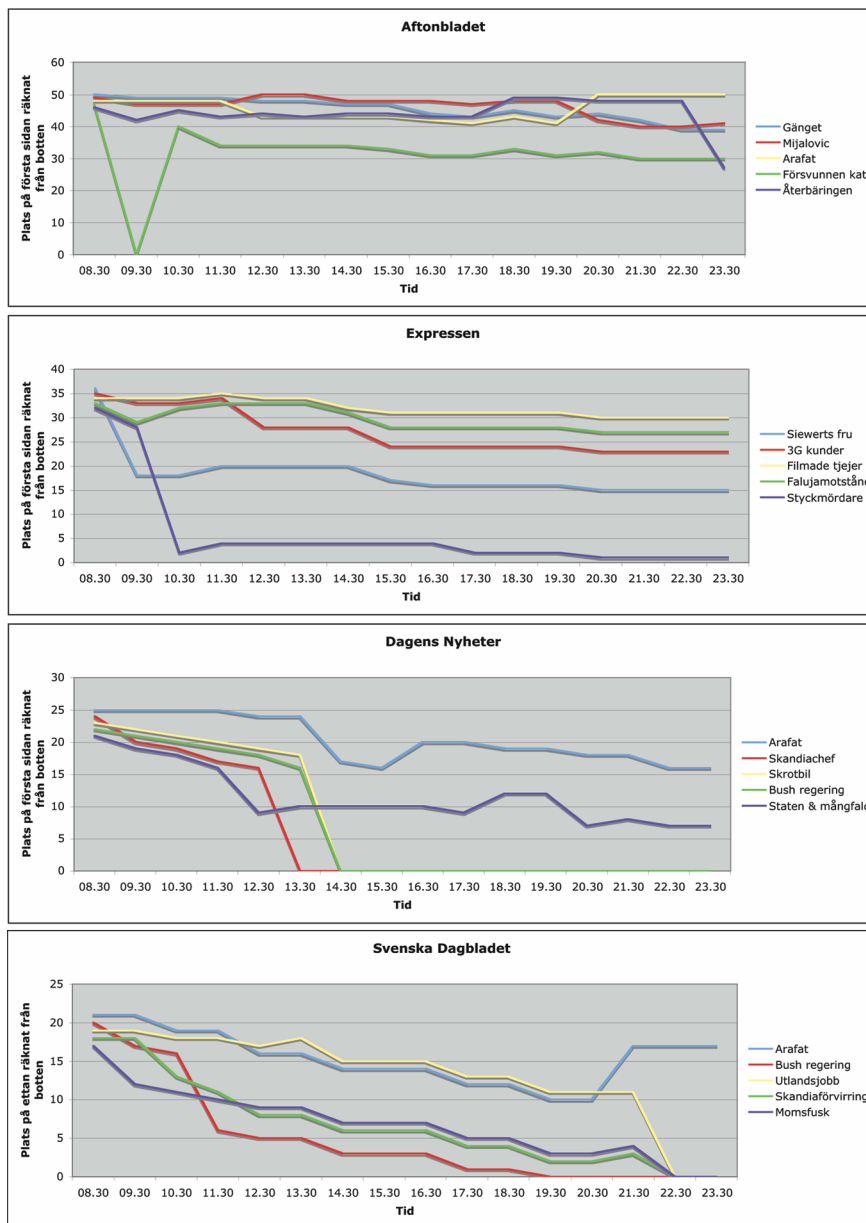 Aftonbladet
Plats på första sidan räknat
från botten
60
50
40
30
20
10
0
08.30 09.30 10.30 11.30 12.30 13.30 14.30 15.30 16.30 17.30 18.30 19.30 20.30 21.30 22.30 23.30
Tid
Gänget
Mijalovic
Arafat
Försvunnen kat
Återbäringen
Expressen
Plats på första sidan räknat
från botten
40
35
30
25
20
15
10
5
0
08.30 09.30 10.30 11.30 12.30 13.30 14.30 15.30 16.30 17.30 18.30 19.30 20.30 21.30 22.30 23.30
Tid
Siewerts fru
3G kunder
Filmade tjejer
Falujamotstånd
Styckmördare
Dagens Nyheter
Plats på första sidan räknat
från botten
30
25
20
15
10
5
0
08.30 09.30 10.30 11.30 12.30 13.30 14.30 15.30 16.30 17.30 18.30 19.30 20.30 21.30 22.30 23.30
Tid
Arafat
Skandiachef
Skrotbil
Bush regering
Staten & mångfald
Svenska Dagbladet
Plats på ettan räknat från
botten
25
20
15
10
5
0
08.30 09.30 10.30 11.30 12.30 13.30 14.30 15.30 16.30 17.30 18.30 19.30 20.30 21.30 22.30 23.30
Tid
Arafat
Bush regering
Utlandsjobb
Skandiaförvirring
Momsfusk